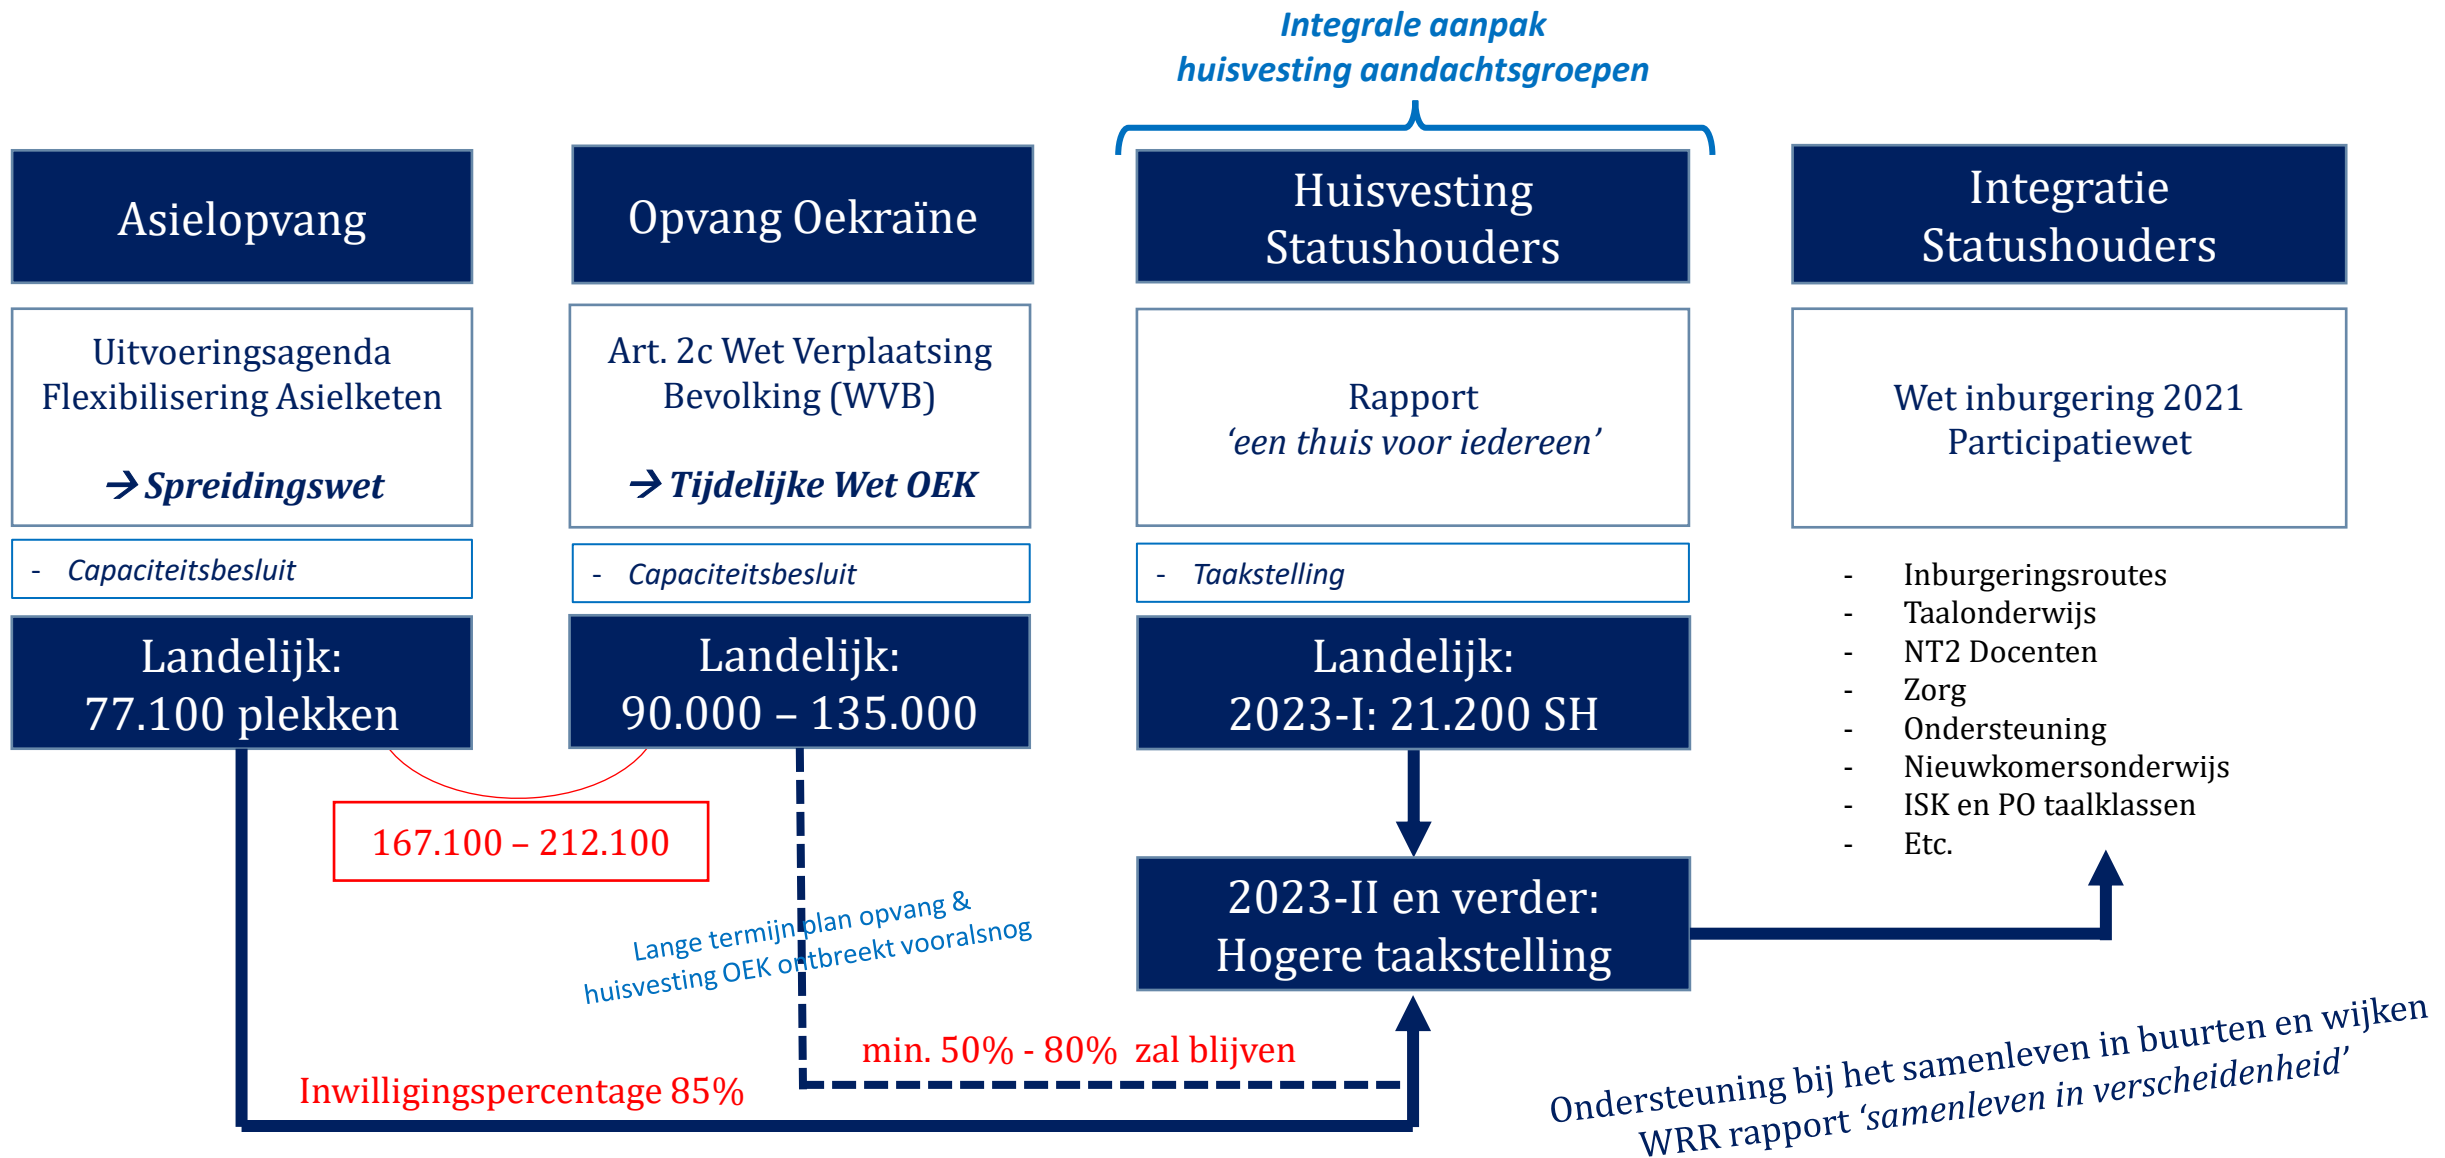 Integrale aanpak
huisvesting aandachtsgroepen
Asielopvang
Uitvoeringsagenda
Flexibilisering Asielketen
→ Spreidingswet
- Capaciteitsbesluit
Landelijk:
77.100 plekken
Opvang Oekraïne
Art. 2c Wet Verplaatsing
Bevolking (WVB)
→ Tijdelijke Wet OEK
- Capaciteitsbesluit
Landelijk:
90.000 – 135.000
167.100 – 212.100
Lange termijn plan opvang &
huisvesting OEK ontbreekt vooralsnog
min. 50% - 80% zal blijven
Inwilligingspercentage 85%
Huisvesting
Statushouders
Rapport
‘een thuis voor iedereen’
- Taakstelling
Landelijk:
2023-I: 21.200 SH
2023-II en verder:
Hogere taakstelling
Integratie
Statushouders
Wet inburgering 2021
Participatiewet
- Inburgeringsroutes
- Taalonderwijs
- NT2 Docenten
- Zorg
- Ondersteuning
- Nieuwkomersonderwijs
- ISK en PO taalklassen
- Etc.
Ondersteuning bij het samenleven in buurten en wijken
WRR rapport ‘samenleven in verscheidenheid’